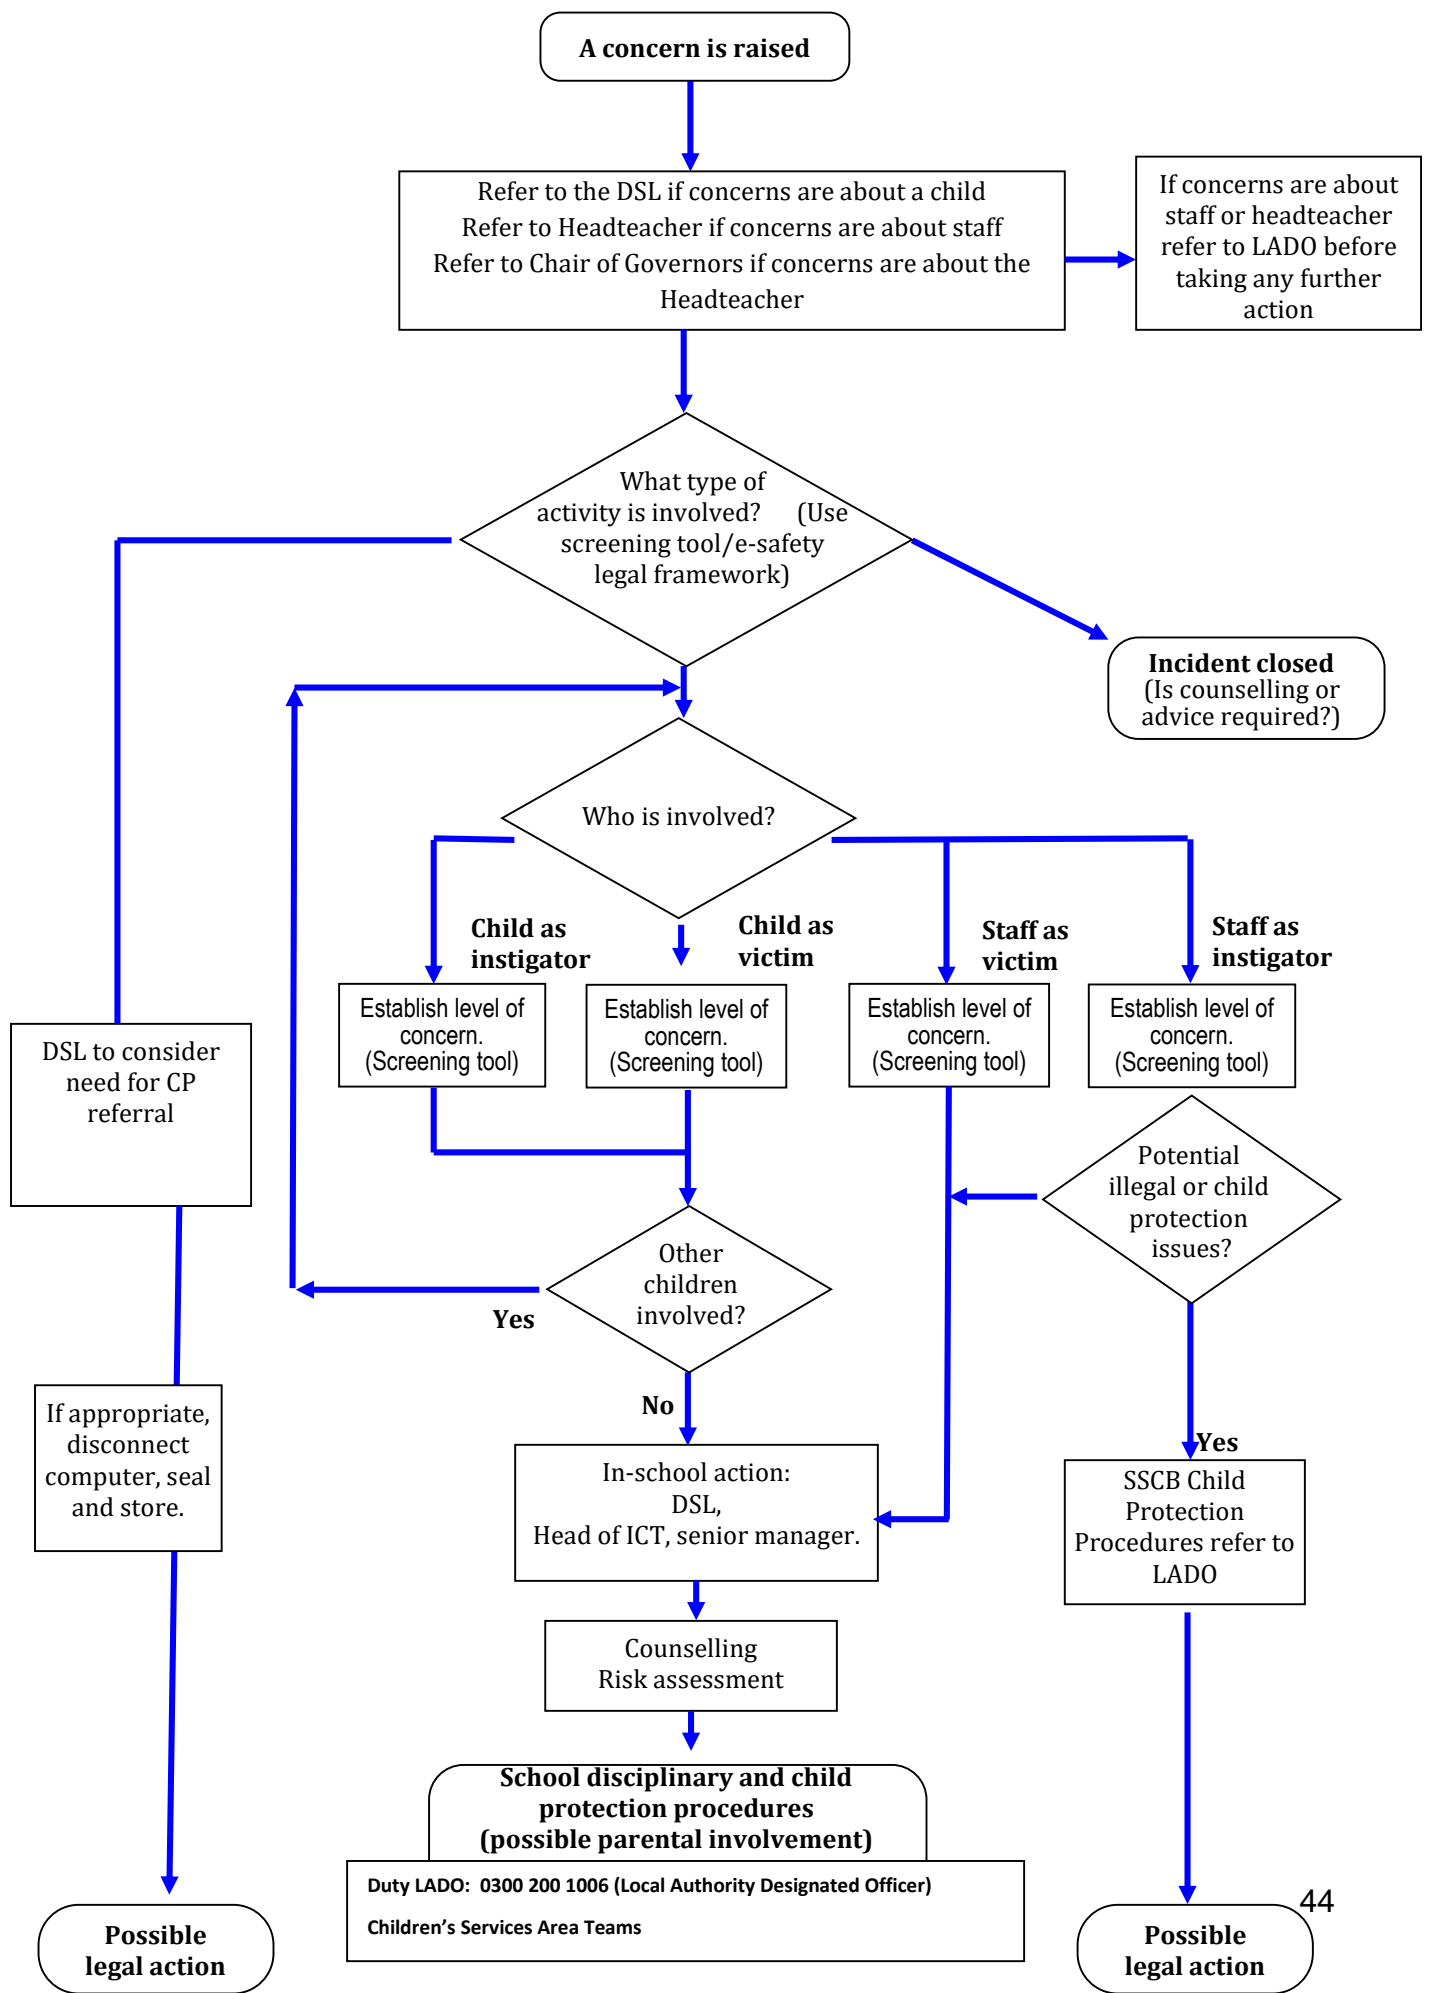 A concern is raised
Refer to the DSL if concerns are about a child
Refer to Headteacher if concerns are about staff
Refer to Chair of Governors if concerns are about the
Headteacher
If concerns are about
staff or headteacher
refer to LADO before
taking any further
action
What type of
activity is involved? (Use
screening tool/e-safety
legal framework)
Incident closed
(Is counselling or
advice required?)
Who is involved?
Child as
instigator
Child as
victim
Staff as
victim
Staff as
instigator
Establish level of
concern.
(Screening tool)
Establish level of
concern.
(Screening tool)
Establish level of
concern.
(Screening tool)
Establish level of
concern.
(Screening tool)
DSL to consider
need for CP
referral
Potential
illegal or child
protection
issues?
Other
children
involved?
Yes
No
If appropriate,
disconnect
computer, seal
and store.
In-school action:
DSL,
Head of ICT, senior manager.
Yes
SSCB Child
Protection
Procedures refer to
LADO
Counselling
Risk assessment
School disciplinary and child
protection procedures
(possible parental involvement)
Duty LADO: 0300 200 1006 (Local Authority Designated Officer)
Children's Services Area Teams
Possible
legal action
Possible
legal action
44